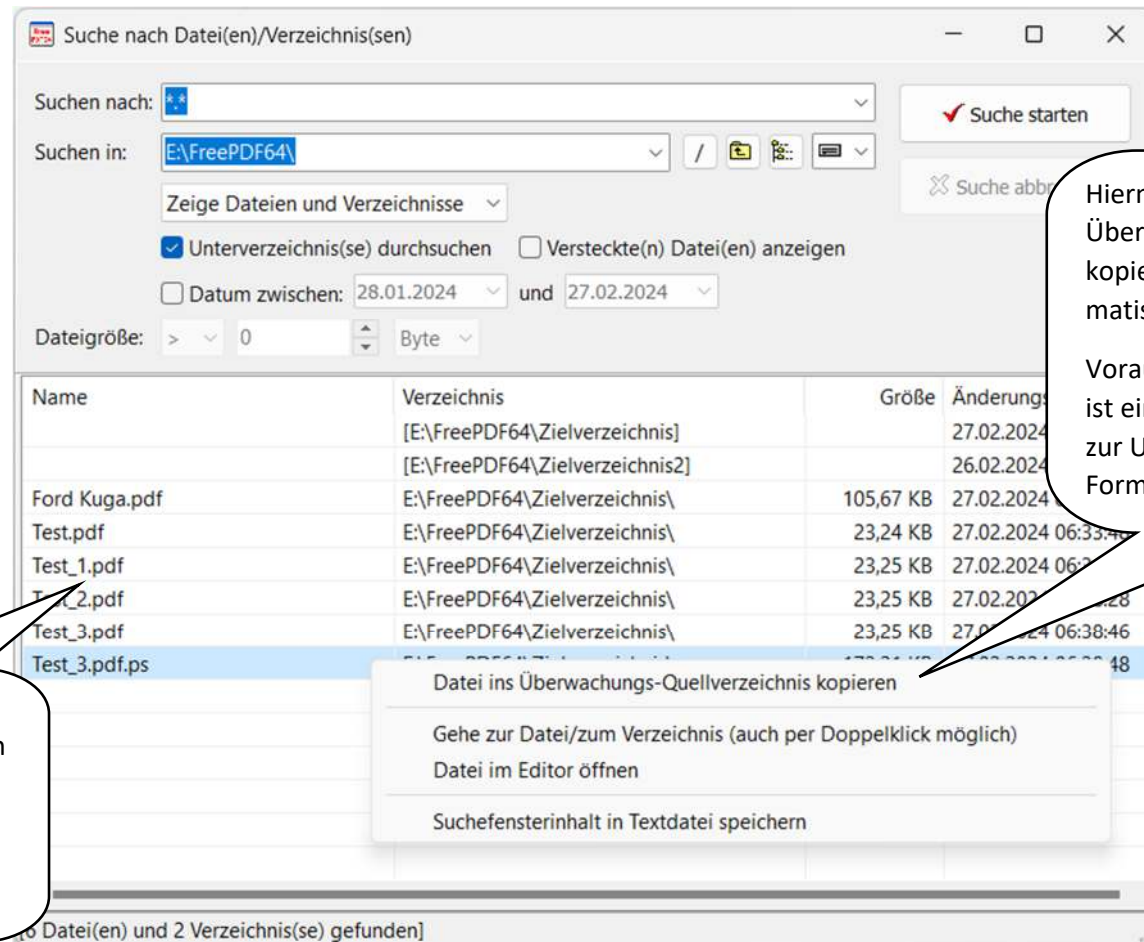 Suche nach Datei(en)/Verzeichnis(sen)
Suchen nach: *.*
Suche starten
Suchen in: E:\FreePDF64\ /
Suche
Zeige Dateien und Verzeichnisse
Unterverzeichnis(se) durchsuchen Versteckte(n) Datei(en) anzeigen
Datum zwischen: 28.01.2024 und 27.02.2024
Dateigröße: > 0 Byte
ist
zur
Name Verzeichnis Größe
[E:\FreePDF64\Zielverzeichnis] 27.02.2024
[E:\FreePDF64\Zielverzeichnis2] 26.02.2024
Ford Kuga.pdf E:\FreePDF64\Zielverzeichnis\ 105,67 KB 27.02.2024
Test.pdf E:\FreePDF64\Zielverzeichnis\ 23,24 KB 27.02.2024
Test_1.pdf E:\FreePDF64\Zielverzeichnis\ 23,25 KB 27.02.2024
Test_2.pdf E:\FreePDF64\Zielverzeichnis\ 23,25 KB
Test_3.pdf E:\FreePDF64\Zielverzeichnis\ 23,25 KB 06:38:46
Test_3.pdf.ps
Datei ins Überwachungs-Quellverzeichnis kopieren
Gehe zur Datei/zum Verzeichnis (auch per Doppelklick möglich)
Datei im Editor öffnen
Suchefensterinhalt in Textdatei speichern
Datei(en) und 2 Verzeichnis(se) gefunden]